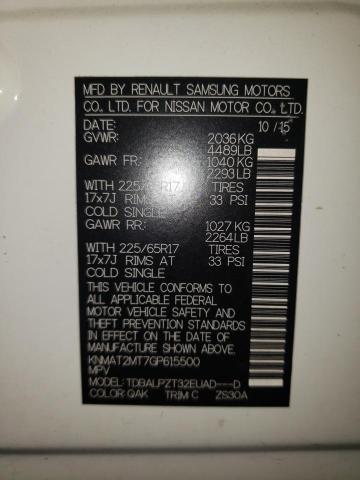 MFD BY RENAULT SAMSUNG MOTORS
CO., LTD. FOR NISSAN MOTOR CO., LTD.
DATE: 10 / 15
GVWR: 2036 KG
4489LB
GAWR FR: 1040 KG
2293 LB
WITH 225/65R17 TIRES
17x7J RIMS AT 33 PSI
COLD SINGLE
GAWR RR: 1027 KG
2264LB
WITH 225/65R17 TIRES
17x7J RIMS AT 33 PSI
COLD SINGLE
THIS VEHICLE CONFORMS TO
ALL APPLICABLE FEDERAL
MOTOR VEHICLE SAFETY AND
THEFT PREVENTION STANDARDS
IN EFFECT ON THE DATE OF
MANUFACTURE SHOWN ABOVE.
KNMAT2MT7GP615500
MPV
MODEL: TDBALPZT32EUAD---D
COLOR: QAK TRIM: C ZS30A